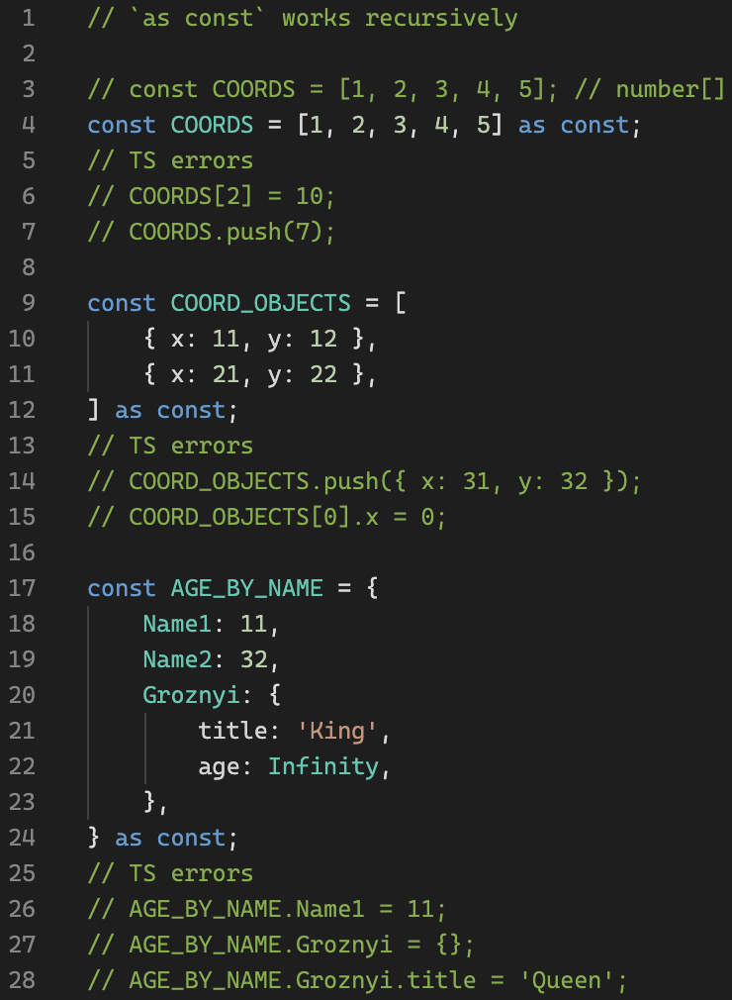 1 // `as const` works recursively
2
3 // const COORDS = [1, 2, 3, 4, 5]; // number[]
4 const COORDS = [1, 2, 3, 4, 5] as const;
5 // TS errors
6 // COORDS[2] = 10;
7 // COORDS.push(7);
8
9 const COORD_OBJECTS = [
10     { x: 11, y: 12 },
11     { x: 21, y: 22 },
12 ] as const;
13 // TS errors
14 // COORD_OBJECTS.push({ x: 31, y: 32 });
15 // COORD_OBJECTS[0].x = 0;
16
17 const AGE_BY_NAME = {
18     Name1: 11,
19     Name2: 32,
20     Groznyi: {
21         title: 'King',
22         age: Infinity,
23     },
24 } as const;
25 // TS errors
26 // AGE_BY_NAME.Name1 = 11;
27 // AGE_BY_NAME.Groznyi = {};
28 // AGE_BY_NAME.Groznyi.title = 'Queen';